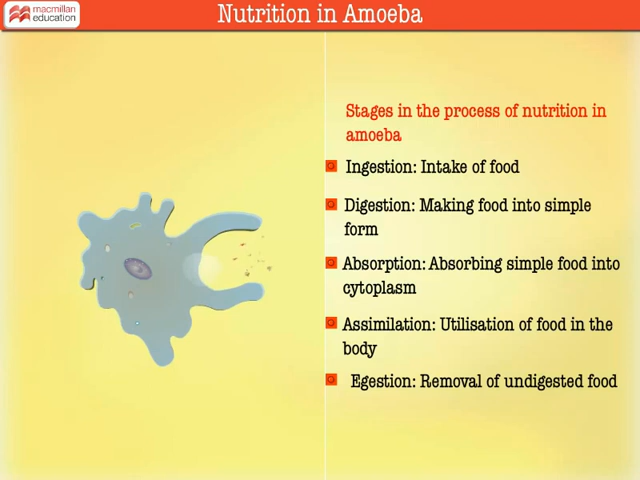 macmillan
education
Nutrition in Amoeba
Stages in the process of nutrition in
amoeba
Ingestion: Intake of food
Digestion: Making food into simple
form
Absorption: Absorbing simple food into
cytoplasm
Assimilation: Utilisation of food in the
body
Egestion: Removal of undigested food